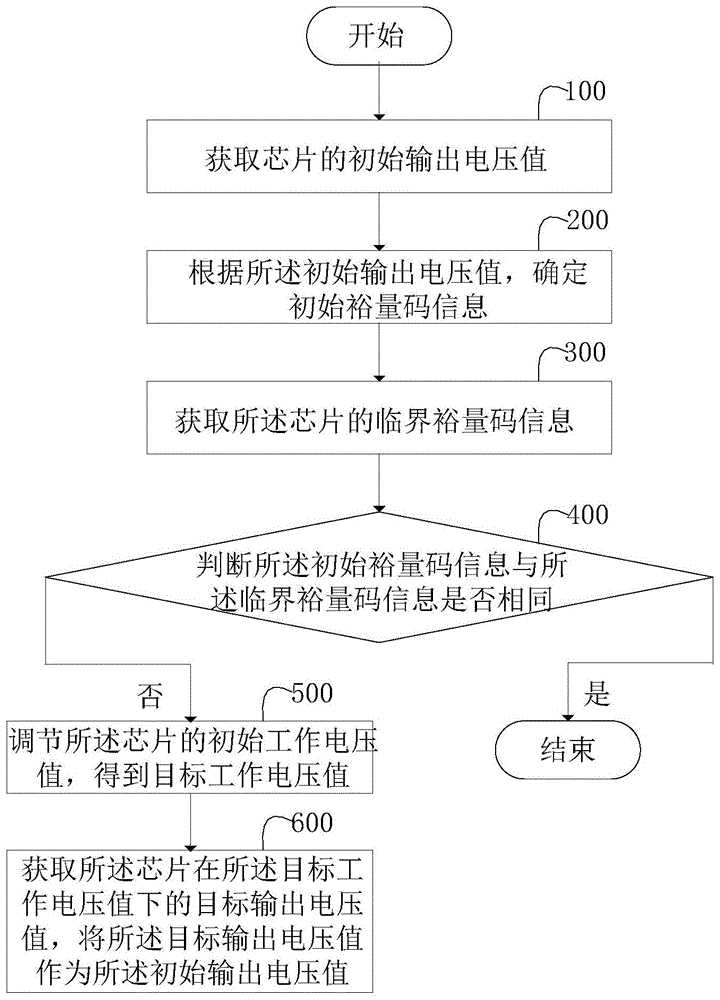 开始
100
获取芯片的初始输出电压值
200
根据所述初始输出电压值，确定
初始裕量码信息
300
获取所述芯片的临界裕量码信息
400
判断所述初始裕量码信息与所
述临界裕量码信息是否相同
否
500
是
调节所述芯片的初始工作电压
值，得到目标工作电压值
结束
600
获取所述芯片在所述目标工
作电压值下的目标输出电压
值，将所述目标输出电压值
作为所述初始输出电压值